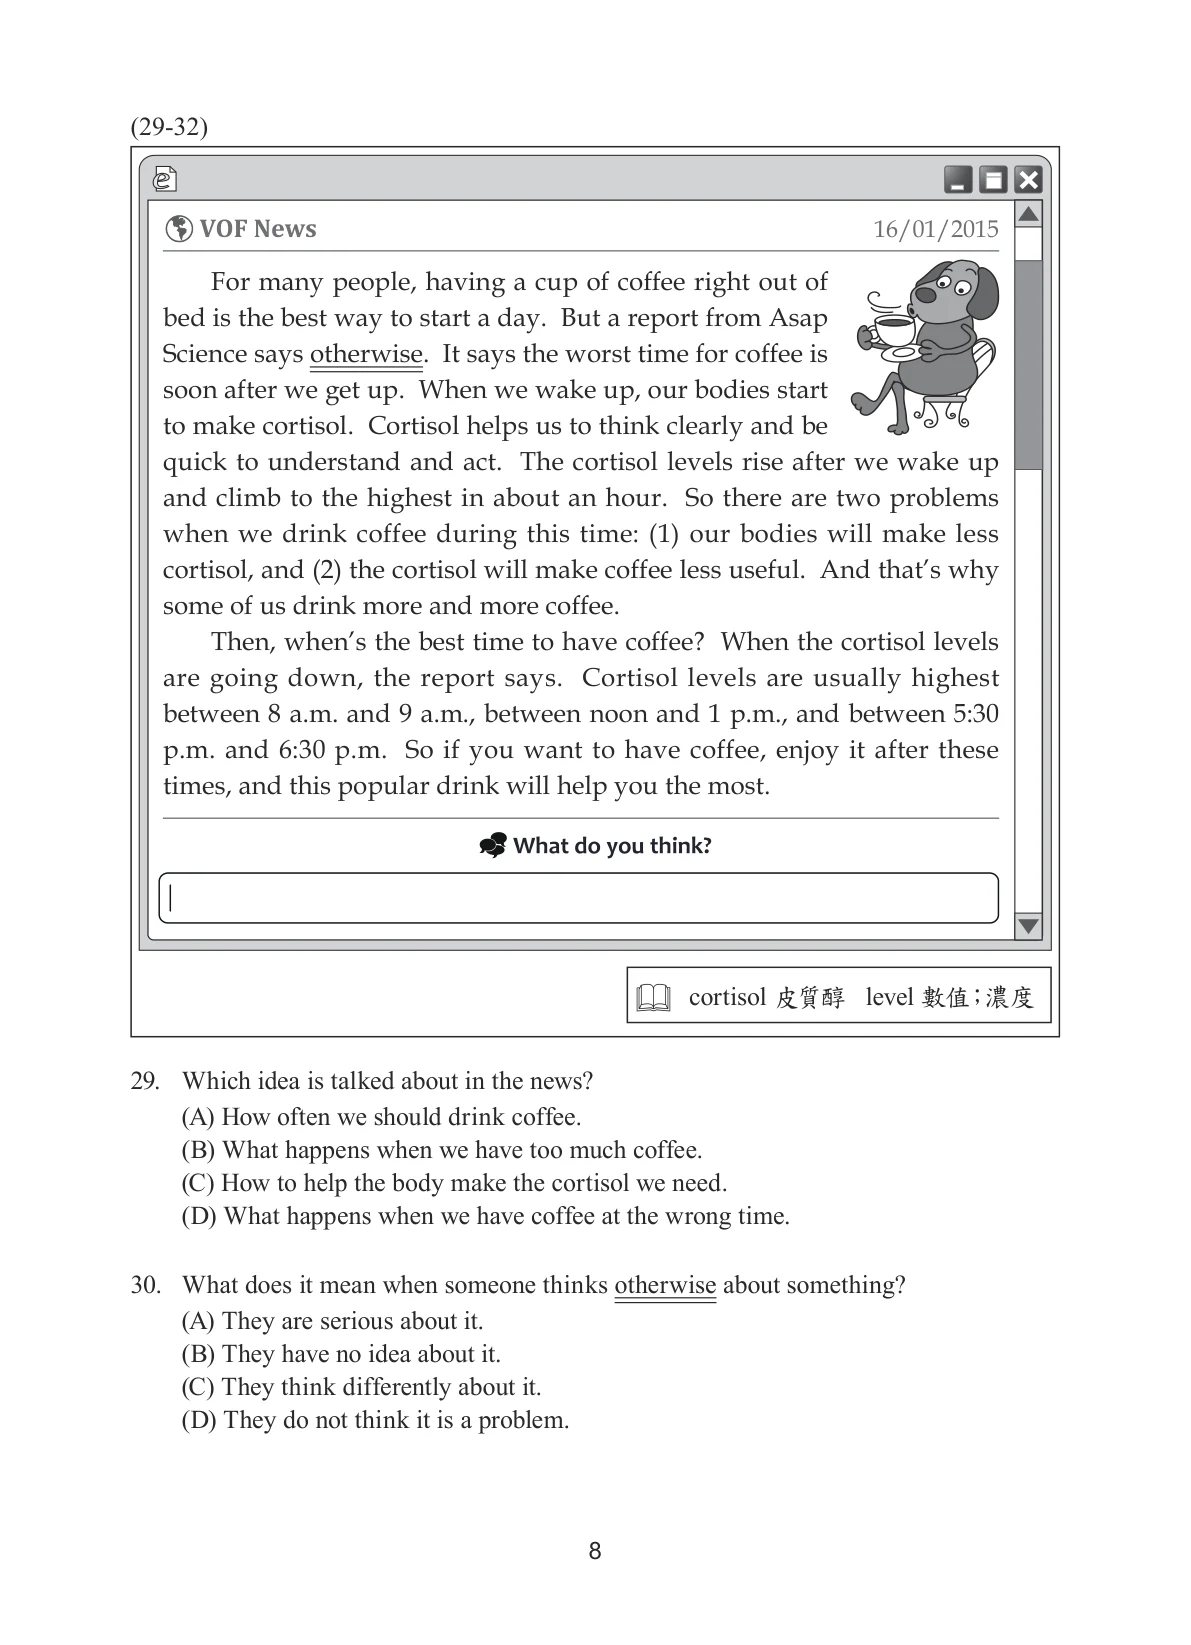 (29-32)
VOF News 16/01/2015
For many people, having a cup of coffee right out of
bed is the best way to start a day. But a report from Asap
Science says otherwise. It says the worst time for coffee is
soon after we get up. When we wake up, our bodies start
to make cortisol. Cortisol helps us to think clearly and be
quick to understand and act. The cortisol levels rise after we wake up
and climb to the highest in about an hour. So there are two problems
when we drink coffee during this time: (1) our bodies will make less
cortisol, and (2) the cortisol will make coffee less useful. And that's why
some of us drink more and more coffee.
Then, when's the best time to have coffee? When the cortisol levels
are going down, the report says. Cortisol levels are usually highest
between 8 a.m. and 9 a.m., between noon and 1 p.m., and between 5:30
p.m. and 6:30 p.m. So if you want to have coffee, enjoy it after these
times, and this popular drink will help you the most.
What do you think?
cortisol 皮質醇 level 數值；濃度
29. Which idea is talked about in the news?
(A) How often we should drink coffee.
(B) What happens when we have too much coffee.
(C) How to help the body make the cortisol we need.
(D) What happens when we have coffee at the wrong time.
30. What does it mean when someone thinks otherwise about something?
(A) They are serious about it.
(B) They have no idea about it.
(C) They think differently about it.
(D) They do not think it is a problem.
8